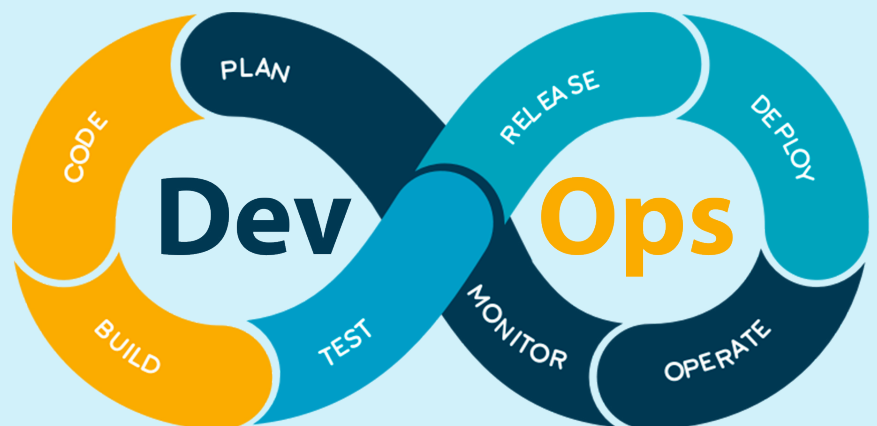 PLAN
CODE
BUILD
TEST
RELEASE
DEPLOY
OPERATE
MONITOR
Dev
Ops